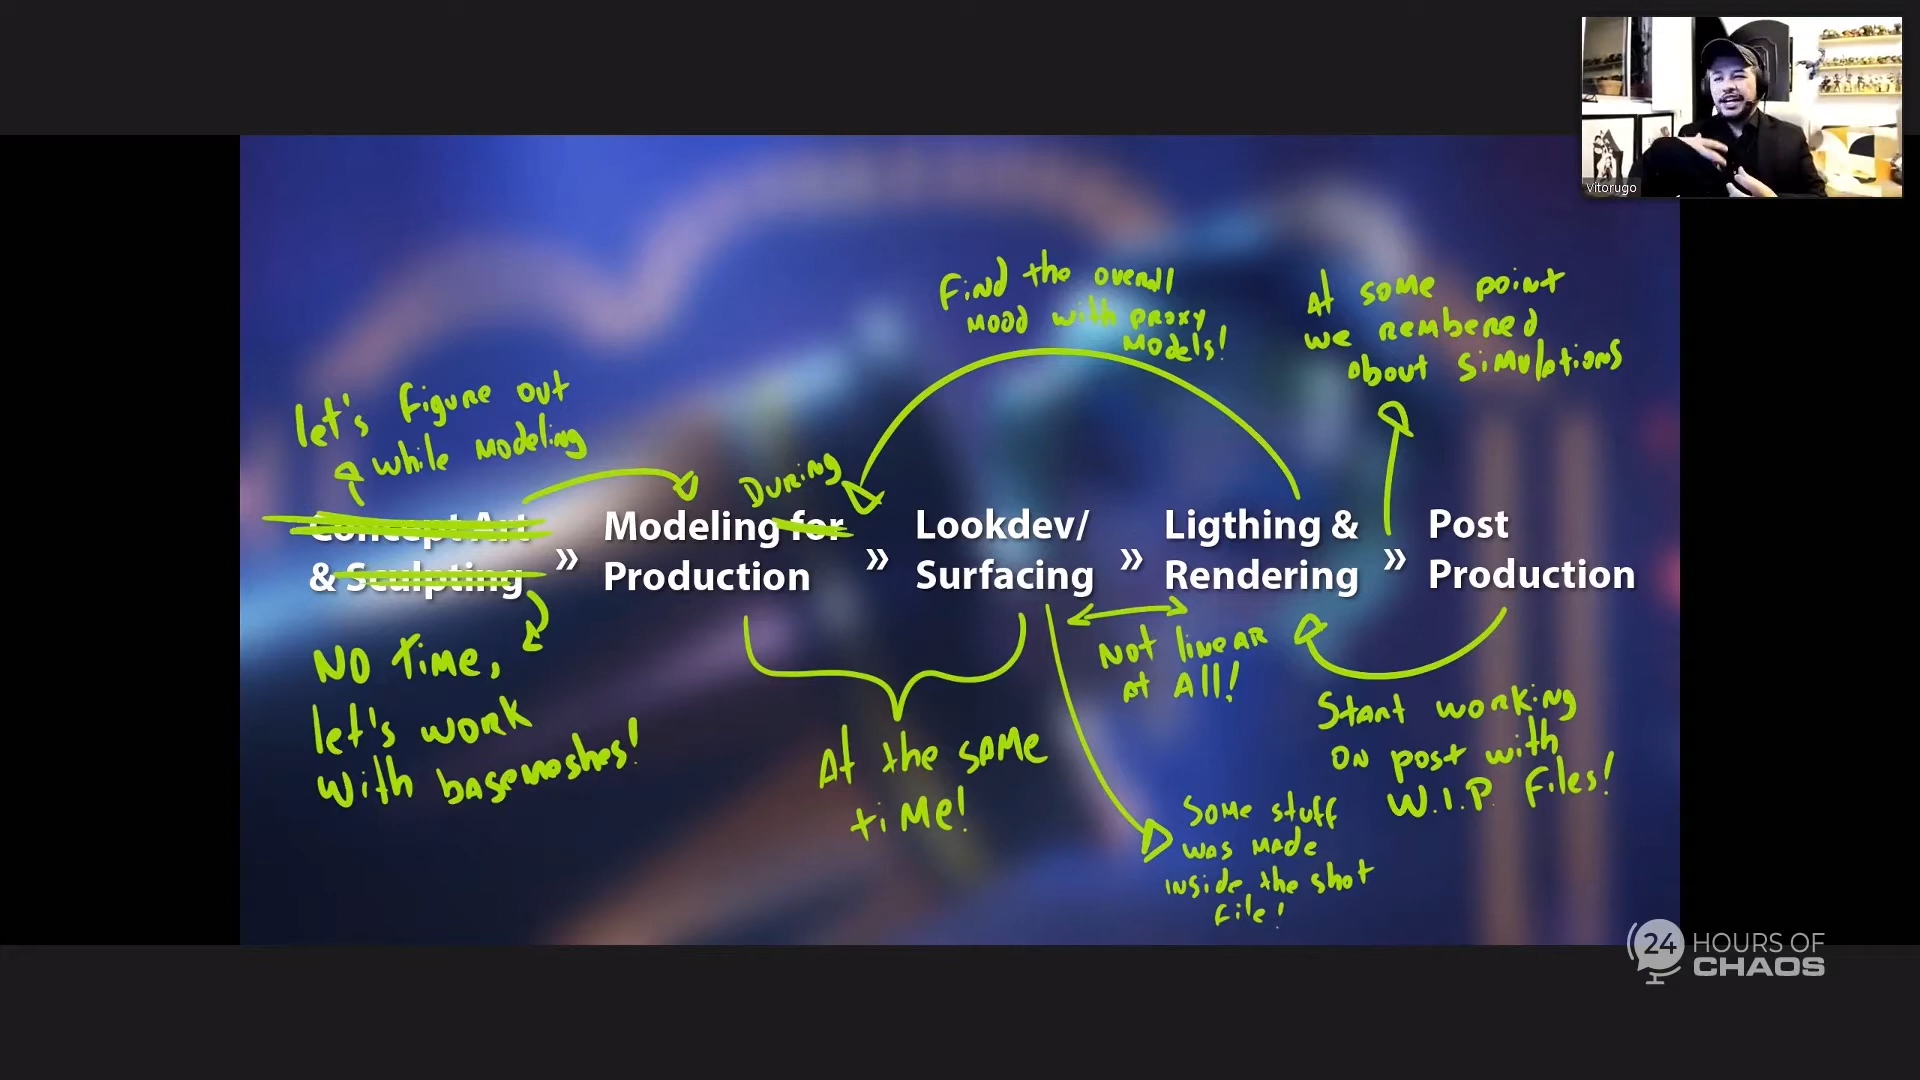 Vitorugo
Find the overall
mood with proxy
models!
At some point
we rembered
about simulations
let's figure out
while modeling
During
Concept Art
& Sculpting
»
Modeling for
Production
»
Lookdev/
Surfacing
»
Ligthing &
Rendering
»
Post
Production
No time,
let's work
with basemeshes!
At the same
time!
Not linear
at all!
Some stuff
was made
inside the shot
file!
Start working
on post with
W.I.P. files!
24 HOURS OF
CHAOS